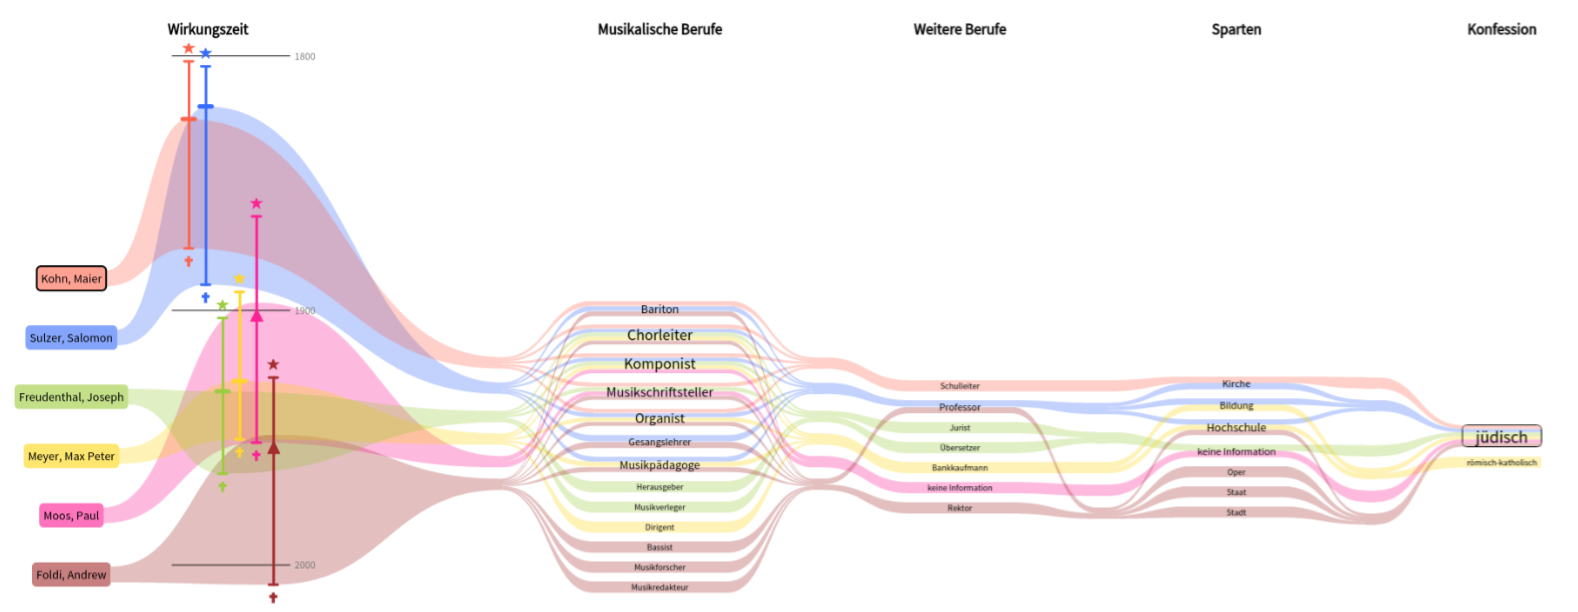 Wirkungszeit
Musikalische Berufe
Weitere Berufe
Sparten
Konfession
1800
1900
2000
Kohn, Maier
Sulzer, Salomon
Freudenthal, Joseph
Meyer, Max Peter
Moos, Paul
Foldi, Andrew
Bariton
Chorleiter
Komponist
Musikschriftsteller
Organist
Gesangslehrer
Musikpädagoge
Herausgeber
Musikverleger
Dirigent
Bassist
Musikforscher
Musikredakteur
Schulleiter
Professor
Jurist
Übersetzer
Bankkaufmann
keine Information
Rektor
Kirche
Bildung
Hochschule
keine Information
Oper
Staat
Stadt
jüdisch
römisch-katholisch